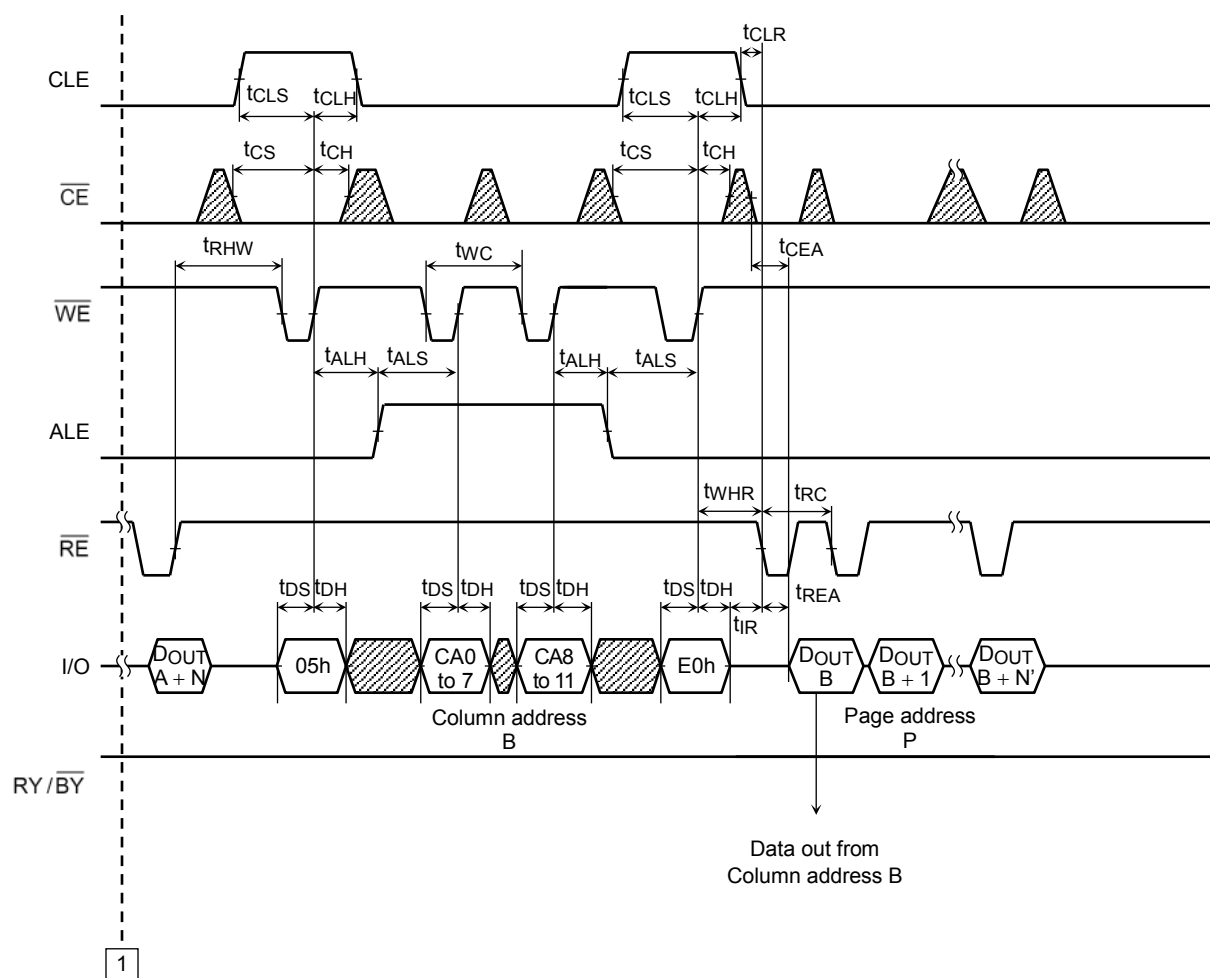 tCLR
CLE
tCLS tCLH tCLS tCLH
tCS tCH tCS tCH
CE
tCEA
tRHW tWC
WE
tALH tALS tALH tALS
ALE
tWHR tRC
RE
tDS tDH tDS tDH tDS tDH tDS tDH tREA
tIR
I/O
DOUT
A + N
05h
CA0
to 7
CA8
to 11
E0h
DOUT
B
DOUT
B + 1
DOUT
B + N’
Column address
B
Page address
P
RY / BY
Data out from
Column address B
1